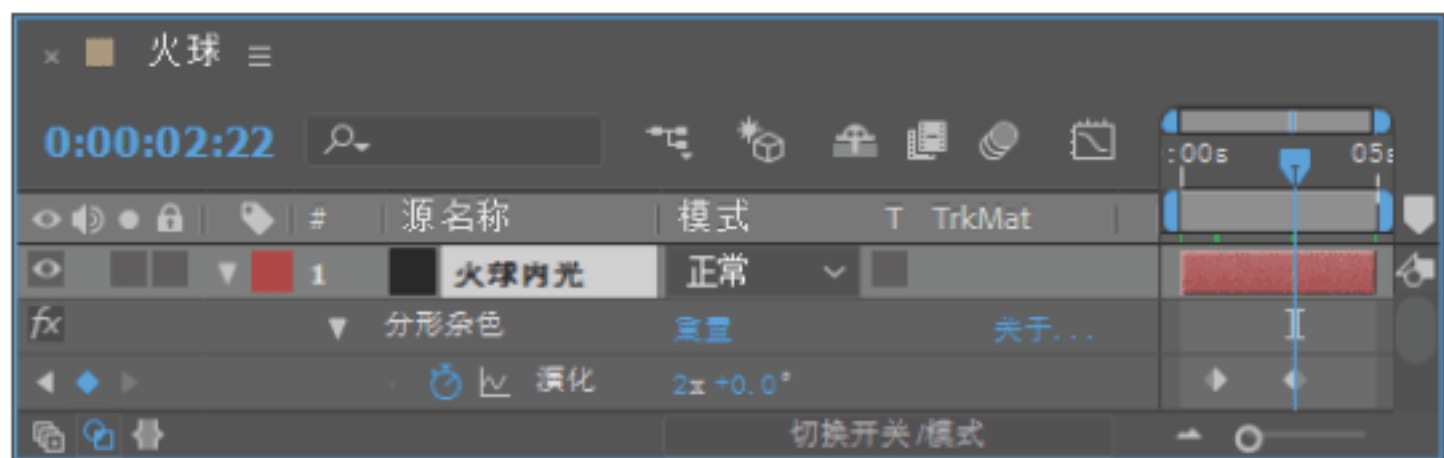 火球
0:00:02:22
:00s 05s
# 源名称 模式 T TrkMat
1 火球内光 正常
fx 分形杂色 重置 关于...
演化 2x+0.0°
切换开关/模式